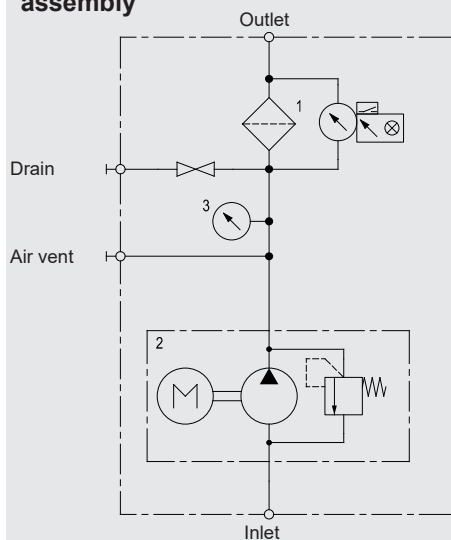 assembly
Outlet
1
Drain
3
Air vent
2
M
Inlet